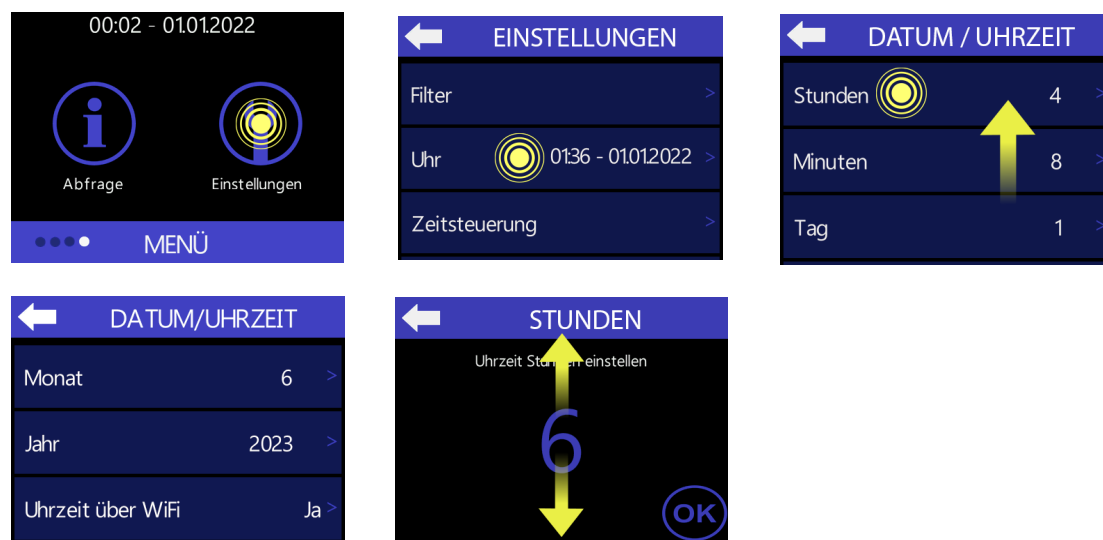 00:02 - 01.01.2022
Abfrage
Einstellungen
MENÜ
EINSTELLUNGEN
Filter >
Uhr 01:36 - 01.01.2022 >
Zeitsteuerung >
DATUM / UHRZEIT
Stunden 4 >
Minuten 8 >
Tag 1 >
DATUM/UHRZEIT
Monat 6 >
Jahr 2023 >
Uhrzeit über WiFi Ja >
STUNDEN
Uhrzeit Stunden einstellen
6
OK